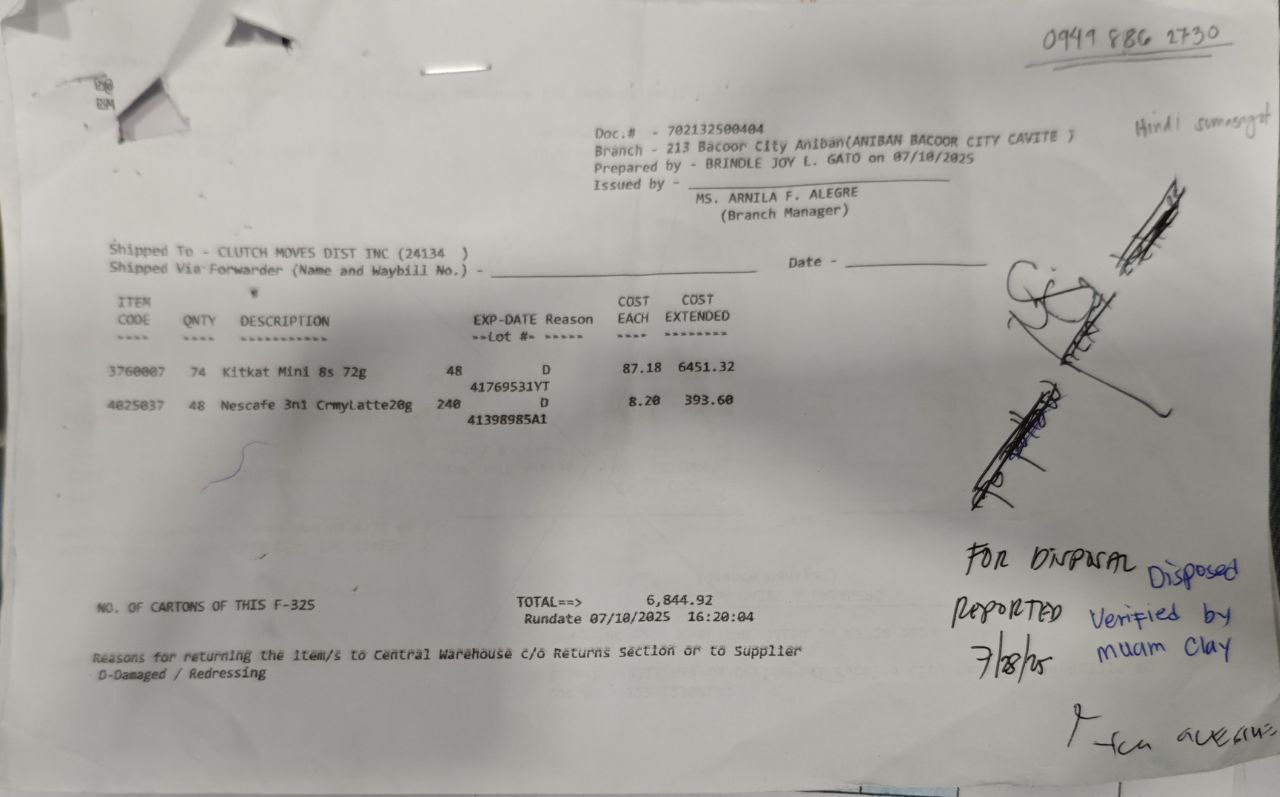 0949 886 2730
Hindi sumasagot
Doc.# - 702132500404
Branch - 213 Bacoor City Aniban(ANIBAN BACOOR CITY CAVITE )
Prepared by - BRINDLE JOY L. GATO on 07/10/2025
Issued by -
MS. ARNILA F. ALEGRE
(Branch Manager)
Shipped To - CLUTCH MOVES DIST INC (24134 )
Shipped Via Forwarder (Name and Waybill No.) - Date -
ITEM COST COST
CODE QNTY DESCRIPTION EXP-DATE Reason EACH EXTENDED
Lot #
3760007 74 Kitkat Mini 8s 72g 48 D 87.18 6451.32
41769531YT
4025037 48 Nescafe 3n1 CrmyLatte20g 240 D 8.20 393.60
41398985A1
NO. OF CARTONS OF THIS F-325 TOTAL==> 6,844.92
Rundate 07/10/2025 16:20:04
Reasons for returning the item/s to Central Warehouse c/o Returns Section or to Supplier
D-Damaged / Redressing
FOR DISPOSAL
REPORTED
7/28/25
Disposed
Verified by
muam Clay